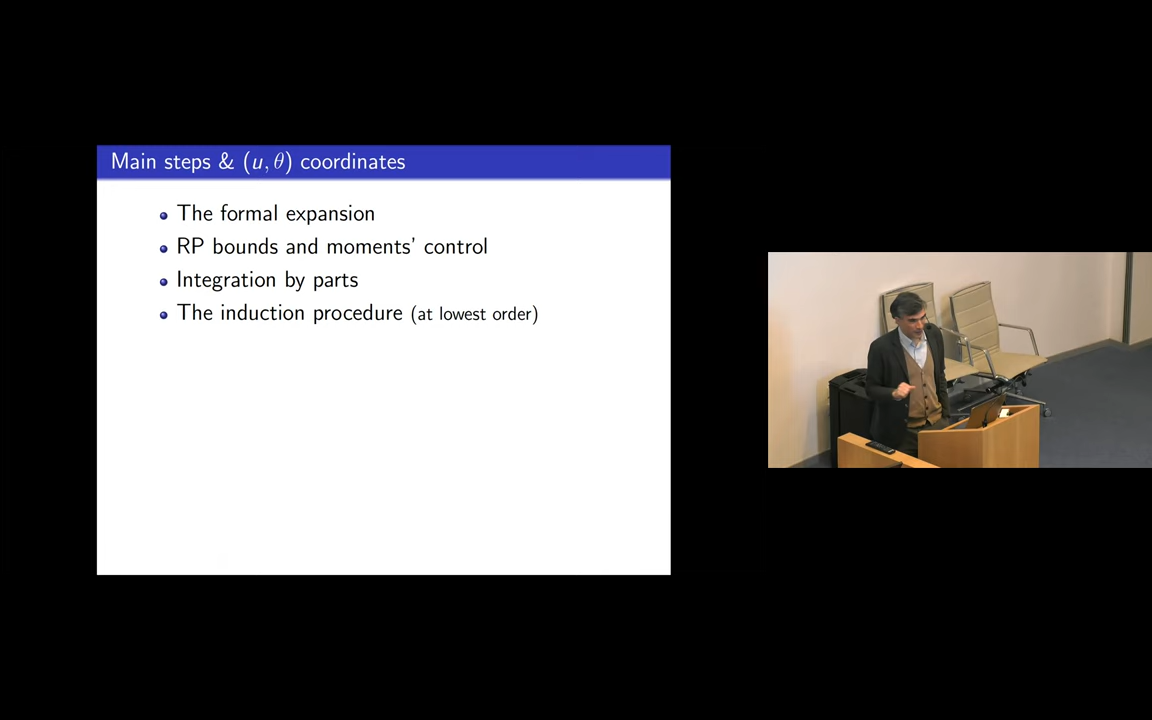 Main steps & (u, θ) coordinates
The formal expansion
RP bounds and moments' control
Integration by parts
The induction procedure (at lowest order)